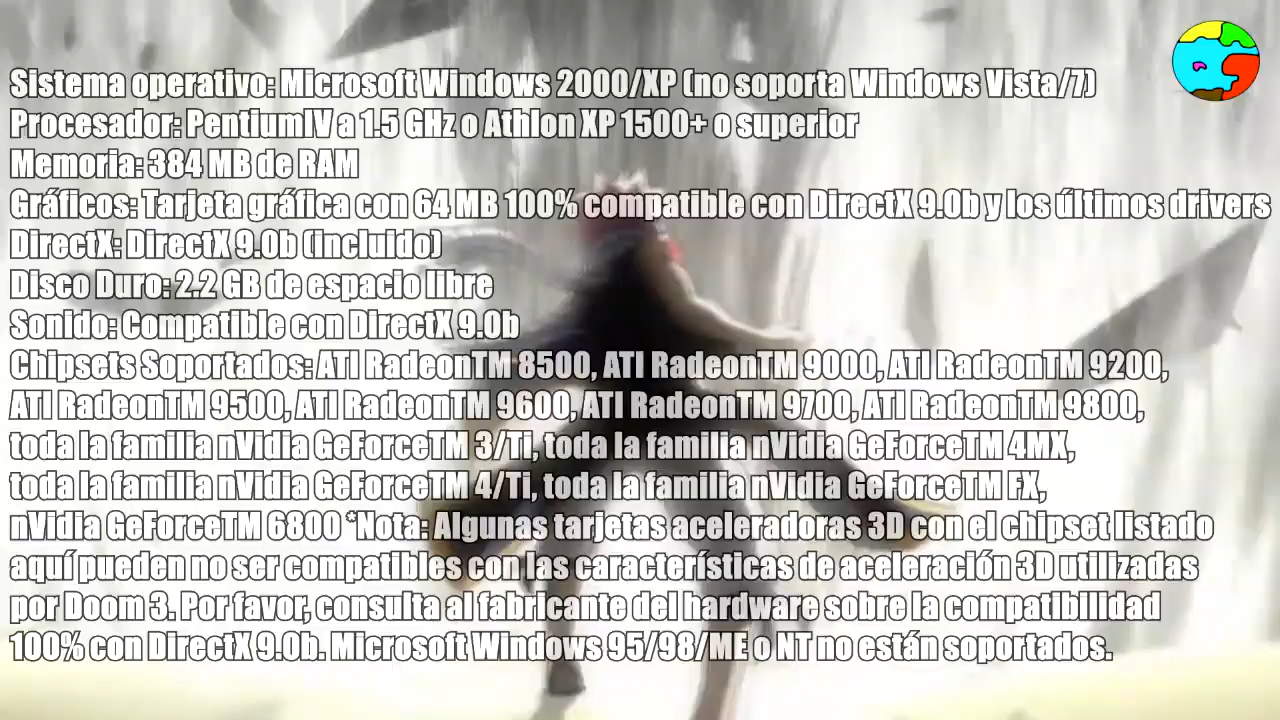 Sistema operativo: Microsoft Windows 2000/XP (no soporta Windows Vista/7)
Procesador: PentiumIV a 1.5 GHz o Athlon XP 1500+ o superior
Memoria: 384 MB de RAM
Gráficos: Tarjeta gráfica con 64 MB 100% compatible con DirectX 9.0b y los últimos drivers
DirectX: DirectX 9.0b (incluido)
Disco Duro: 2.2 GB de espacio libre
Sonido: Compatible con DirectX 9.0b
Chipsets Soportados: ATI RadeonTM 8500, ATI RadeonTM 9000, ATI RadeonTM 9200,
ATI RadeonTM 9500, ATI RadeonTM 9600, ATI RadeonTM 9700, ATI RadeonTM 9800,
toda la familia nVidia GeForceTM 3/Ti, toda la familia nVidia GeForceTM 4MX,
toda la familia nVidia GeForceTM 4/Ti, toda la familia nVidia GeForceTM FX,
nVidia GeForceTM 6800 *Nota: Algunas tarjetas aceleradoras 3D con el chipset listado
aquí pueden no ser compatibles con las características de aceleración 3D utilizadas
por Doom 3. Por favor, consulta al fabricante del hardware sobre la compatibilidad
100% con DirectX 9.0b. Microsoft Windows 95/98/ME o NT no están soportados.